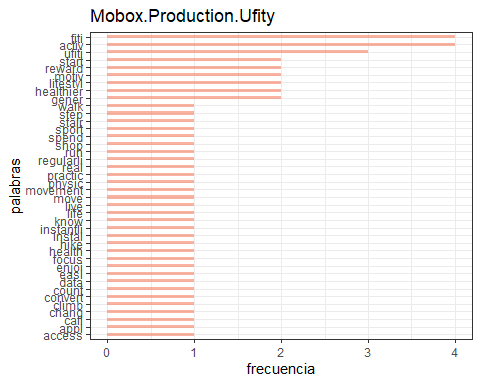 Mobox.Production.Ufity
palabras
fiti
activ
ufiti
start
reward
motiv
lifestyl
healthier
gener
walk
step
stair
sport
spend
shop
run
regularli
real
practic
physic
movement
move
live
life
know
instantli
instal
hike
health
focus
enjoi
easi
data
count
convert
climb
chang
call
appl
access
0 1 2 3 4
frecuencia